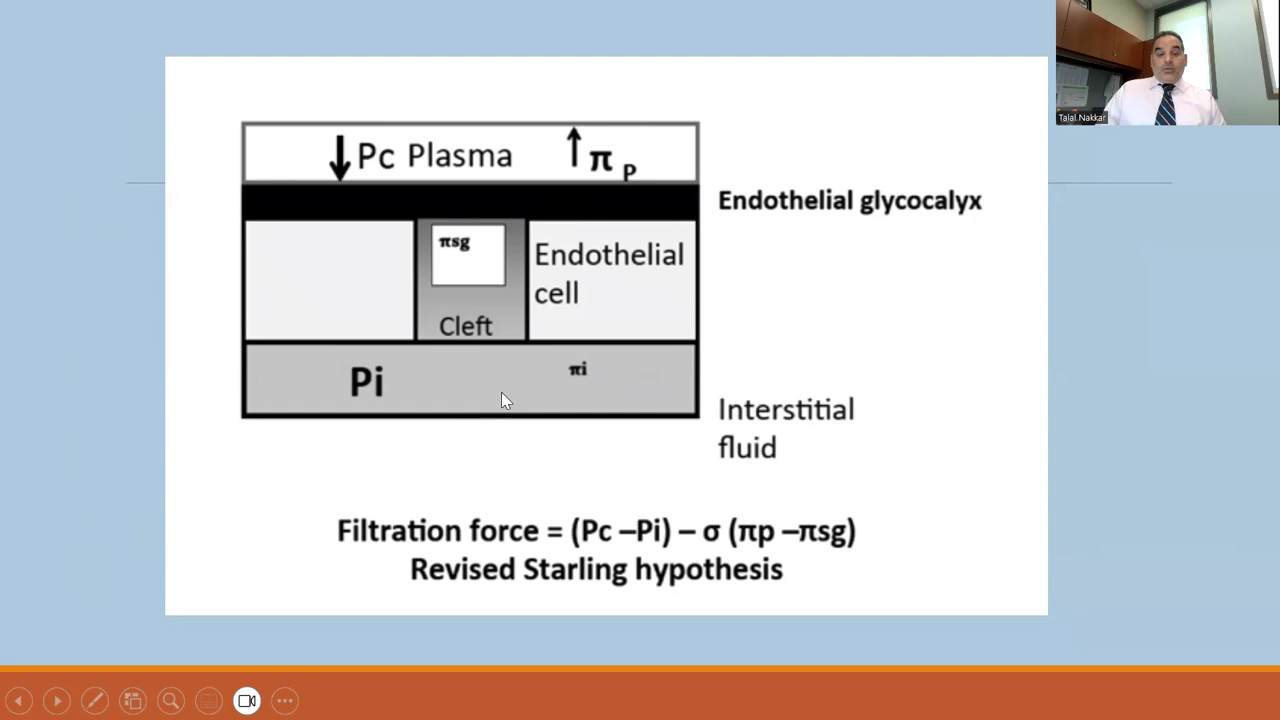 Pc Plasma
π P
Endothelial glycocalyx
πsg
Endothelial
cell
Cleft
Pi
πi
Interstitial
fluid
Filtration force = (Pc –Pi) – σ (πp –πsg)
Revised Starling hypothesis
Talal Nakkar